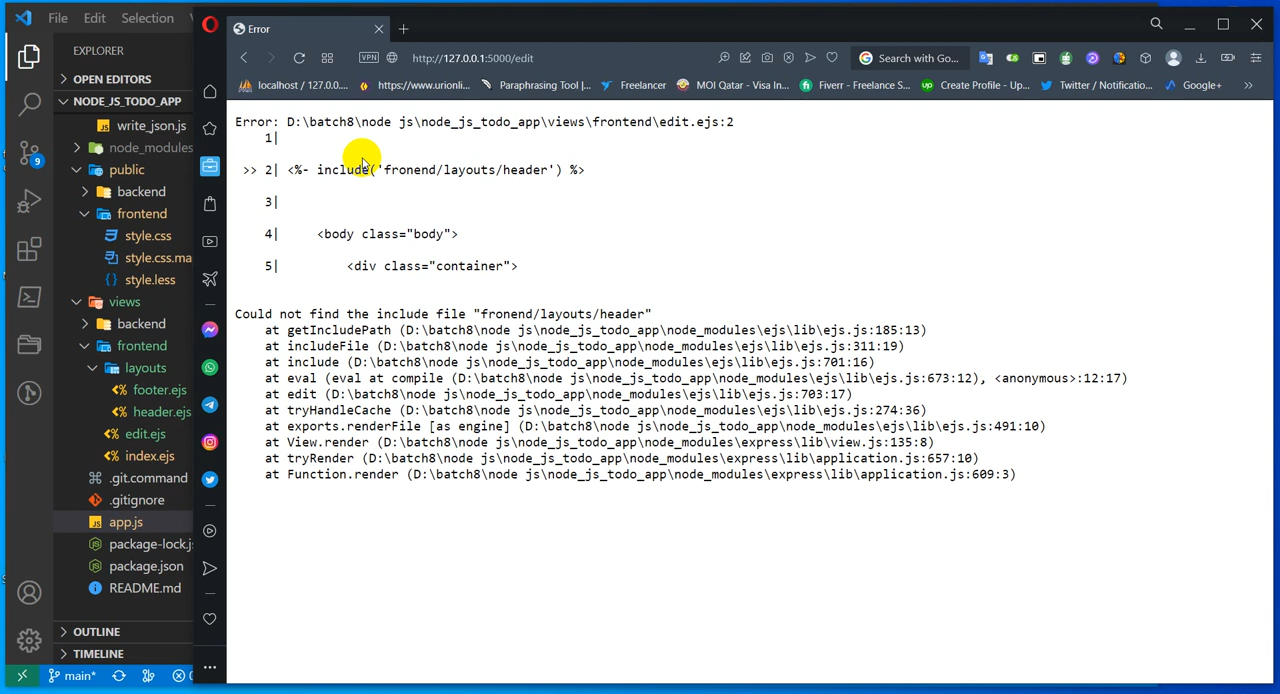 File Edit Selection
EXPLORER
OPEN EDITORS
NODE_JS_TODO_APP
write_json.js
node_modules
public
backend
frontend
style.css
style.css.ma
style.less
views
backend
frontend
layouts
footer.ejs
header.ejs
edit.ejs
index.ejs
.git.command
.gitignore
app.js
package-lock.j
package.json
README.md
OUTLINE
TIMELINE
9
main*
Error
VPN
http://127.0.0.1:5000/edit
Search with Go...
localhost / 127.0.0....
https://www.urionli...
Paraphrasing Tool |...
Freelancer
MOI Qatar - Visa In...
Fiverr - Freelance S...
Create Profile - Up...
Twitter / Notificatio...
Google+
Error: D:\batch8\node js\node_js_todo_app\views\frontend\edit.ejs:2
1|
>> 2| <%- include('fronend/layouts/header') %>
3|
4| <body class="body">
5| <div class="container">
Could not find the include file "fronend/layouts/header"
at getIncludePath (D:\batch8\node js\node_js_todo_app\node_modules\ejs\lib\ejs.js:185:13)
at includeFile (D:\batch8\node js\node_js_todo_app\node_modules\ejs\lib\ejs.js:311:19)
at include (D:\batch8\node js\node_js_todo_app\node_modules\ejs\lib\ejs.js:701:16)
at eval (eval at compile (D:\batch8\node js\node_js_todo_app\node_modules\ejs\lib\ejs.js:673:12), <anonymous>:12:17)
at edit (D:\batch8\node js\node_js_todo_app\node_modules\ejs\lib\ejs.js:703:17)
at tryHandleCache (D:\batch8\node js\node_js_todo_app\node_modules\ejs\lib\ejs.js:274:36)
at exports.renderFile [as engine] (D:\batch8\node js\node_js_todo_app\node_modules\ejs\lib\ejs.js:491:10)
at View.render (D:\batch8\node js\node_js_todo_app\node_modules\express\lib\view.js:135:8)
at tryRender (D:\batch8\node js\node_js_todo_app\node_modules\express\lib\application.js:657:10)
at Function.render (D:\batch8\node js\node_js_todo_app\node_modules\express\lib\application.js:609:3)